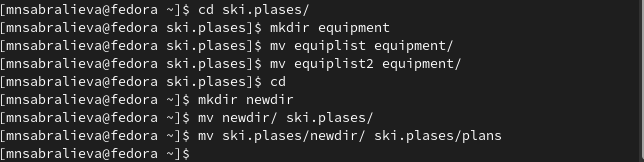 [mnsabralieva@fedora ~]$ cd ski.plases/
[mnsabralieva@fedora ski.plases]$ mkdir equipment
[mnsabralieva@fedora ski.plases]$ mv equiplist equipment/
[mnsabralieva@fedora ski.plases]$ mv equiplist2 equipment/
[mnsabralieva@fedora ski.plases]$ cd
[mnsabralieva@fedora ~]$ mkdir newdir
[mnsabralieva@fedora ~]$ mv newdir/ ski.plases/
[mnsabralieva@fedora ~]$ mv ski.plases/newdir/ ski.plases/plans
[mnsabralieva@fedora ~]$